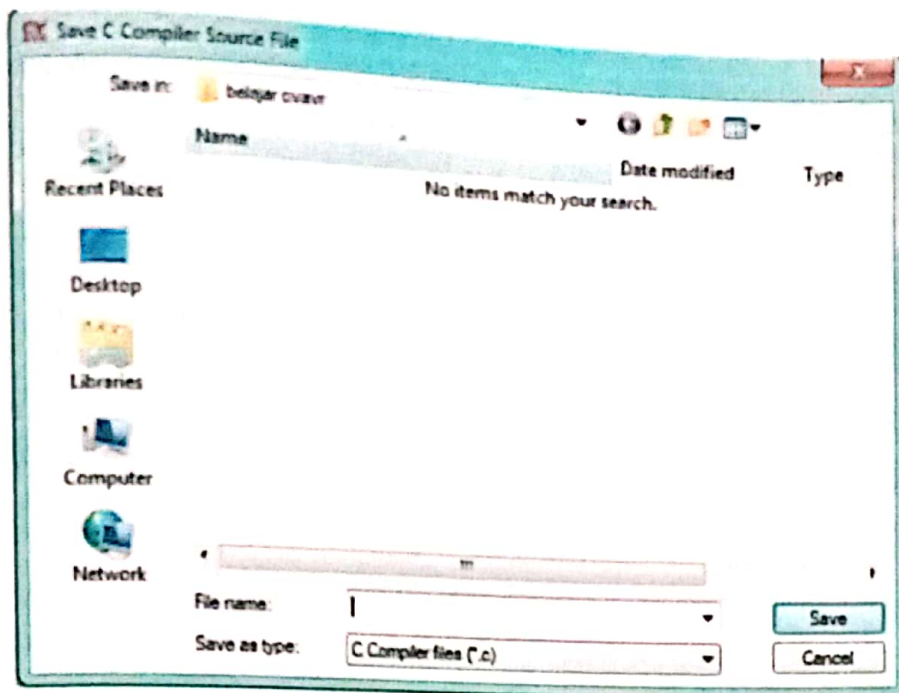 Save C Compiler Source File
Save in: belajar cvavr
Name Date modified Type
No items match your search.
Recent Places
Desktop
Libraries
Computer
Network
File name: Save
Save as type: C Compiler files (*.c) Cancel